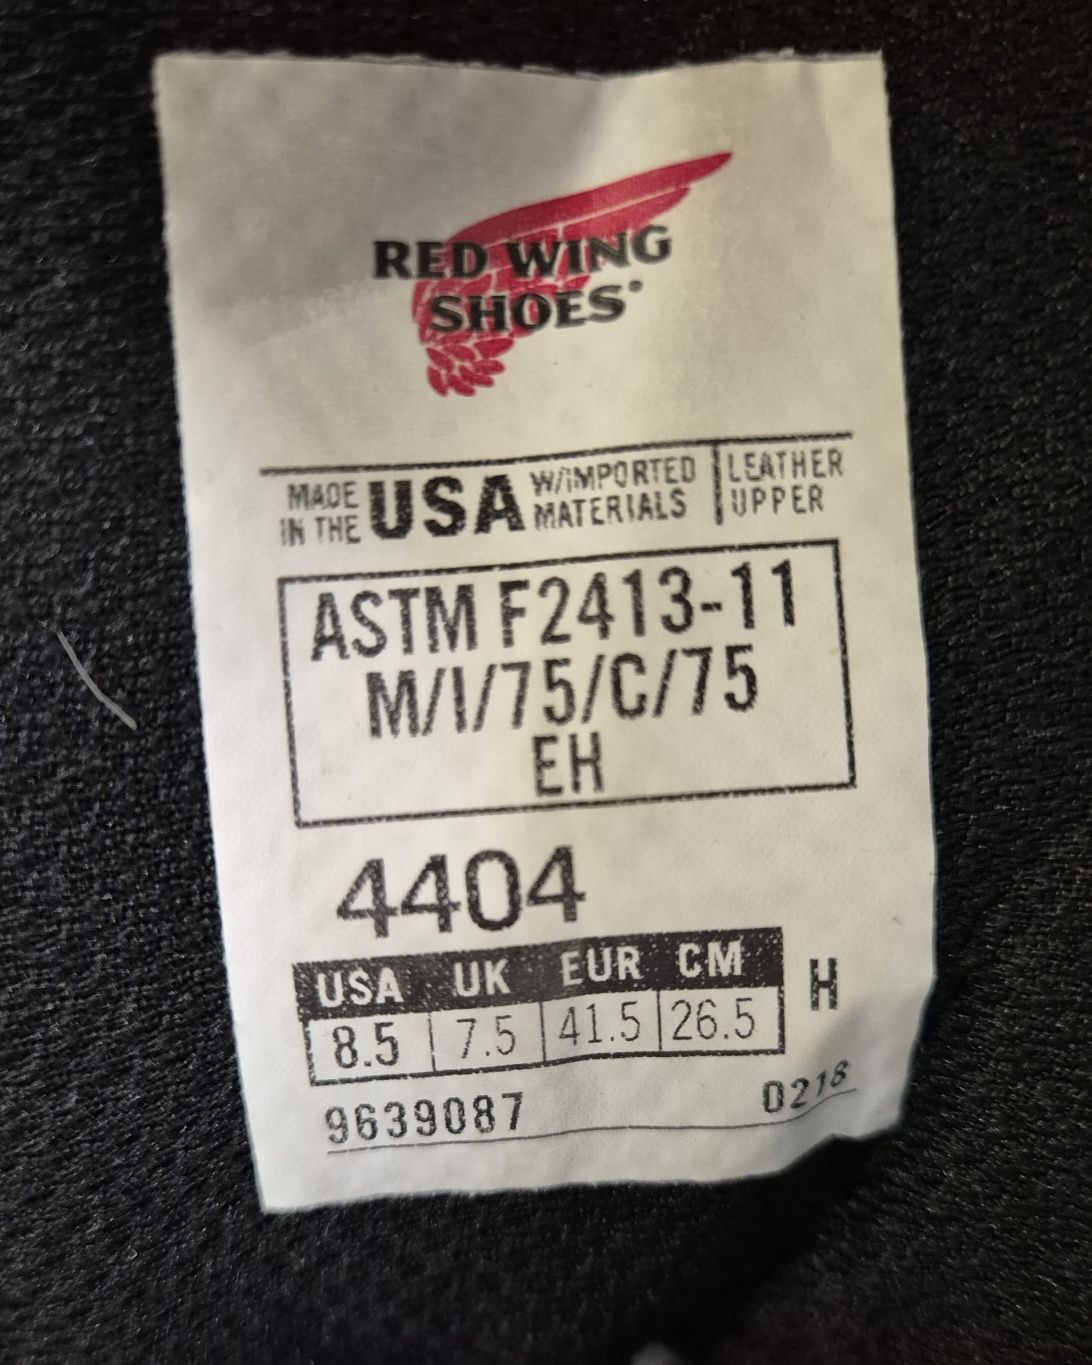 RED WING
SHOES
MADE IN THE USA W/IMPORTED MATERIALS | LEATHER UPPER
ASTM F2413-11
M/I/75/C/75
EH
4404
USA UK EUR CM H
8.5 7.5 41.5 26.5
9639087 0218